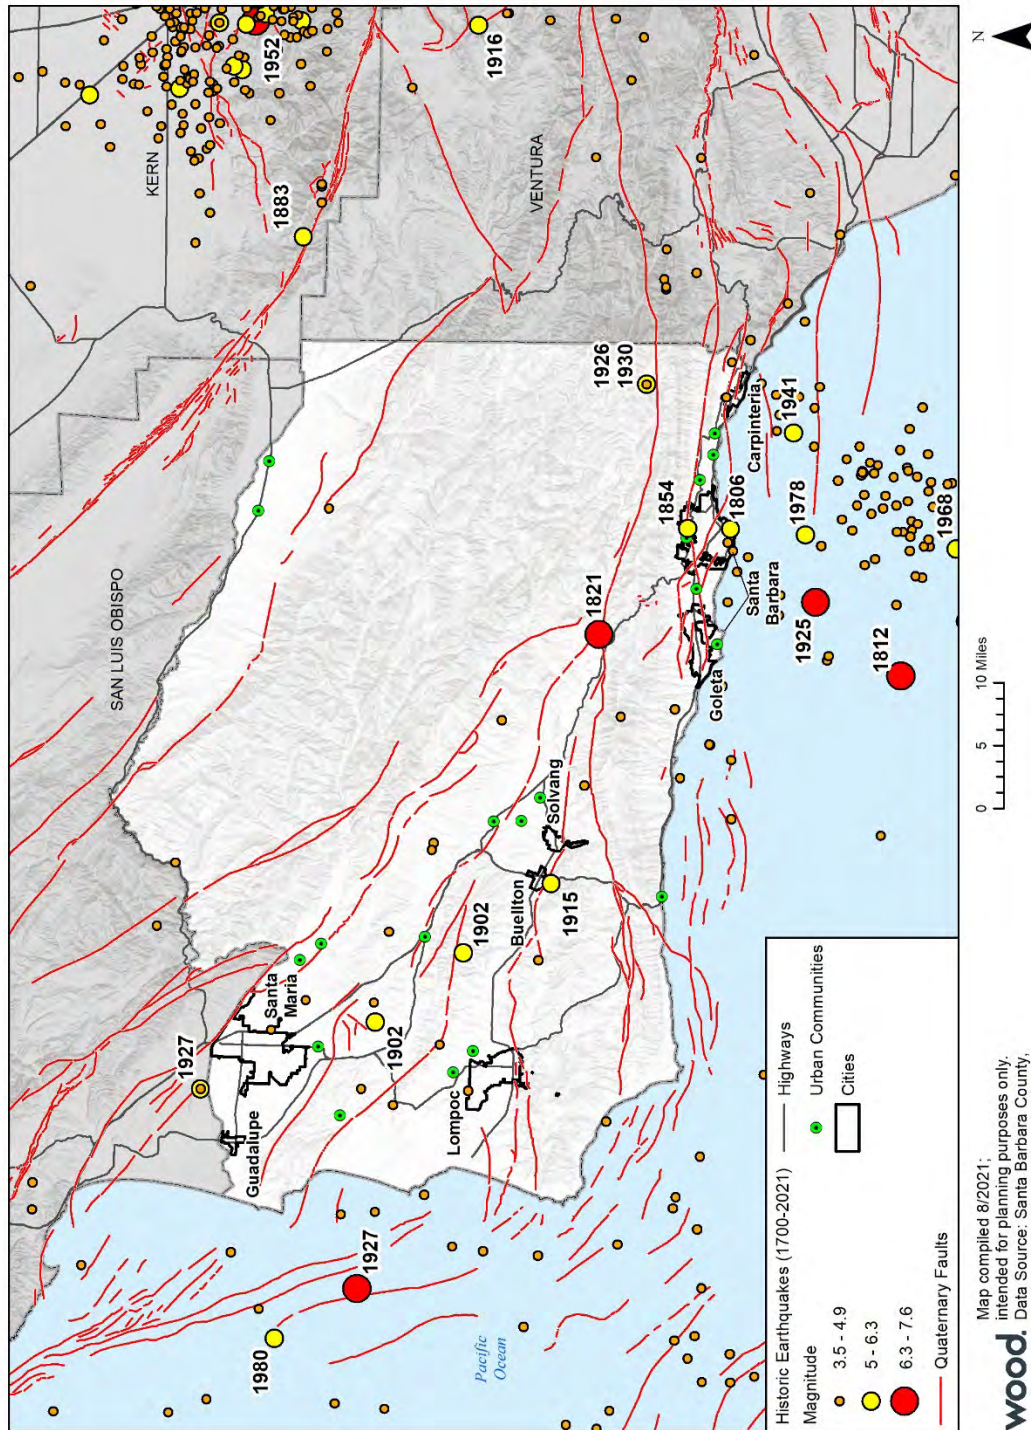 SAN LUIS OBISPO
KERN
VENTURA
1952
1916
1883
1926
1930
1821
1854
1806
1941
1978
1968
1925
1812
1902
1902
1915
1927
1927
1980
Guadalupe
Santa
Maria
Lompoc
Buellton
Solvang
Goleta
Santa
Barbara
Carpinteria
Pacific
Ocean
Historic Earthquakes (1700-2021)
Magnitude
3.5 - 4.9
5 - 6.3
6.3 - 7.6
Quaternary Faults
Highways
Urban Communities
Cities
0 5 10 Miles
N
wood.
Map compiled 8/2021;
intended for planning purposes only.
Data Source: Santa Barbara County,